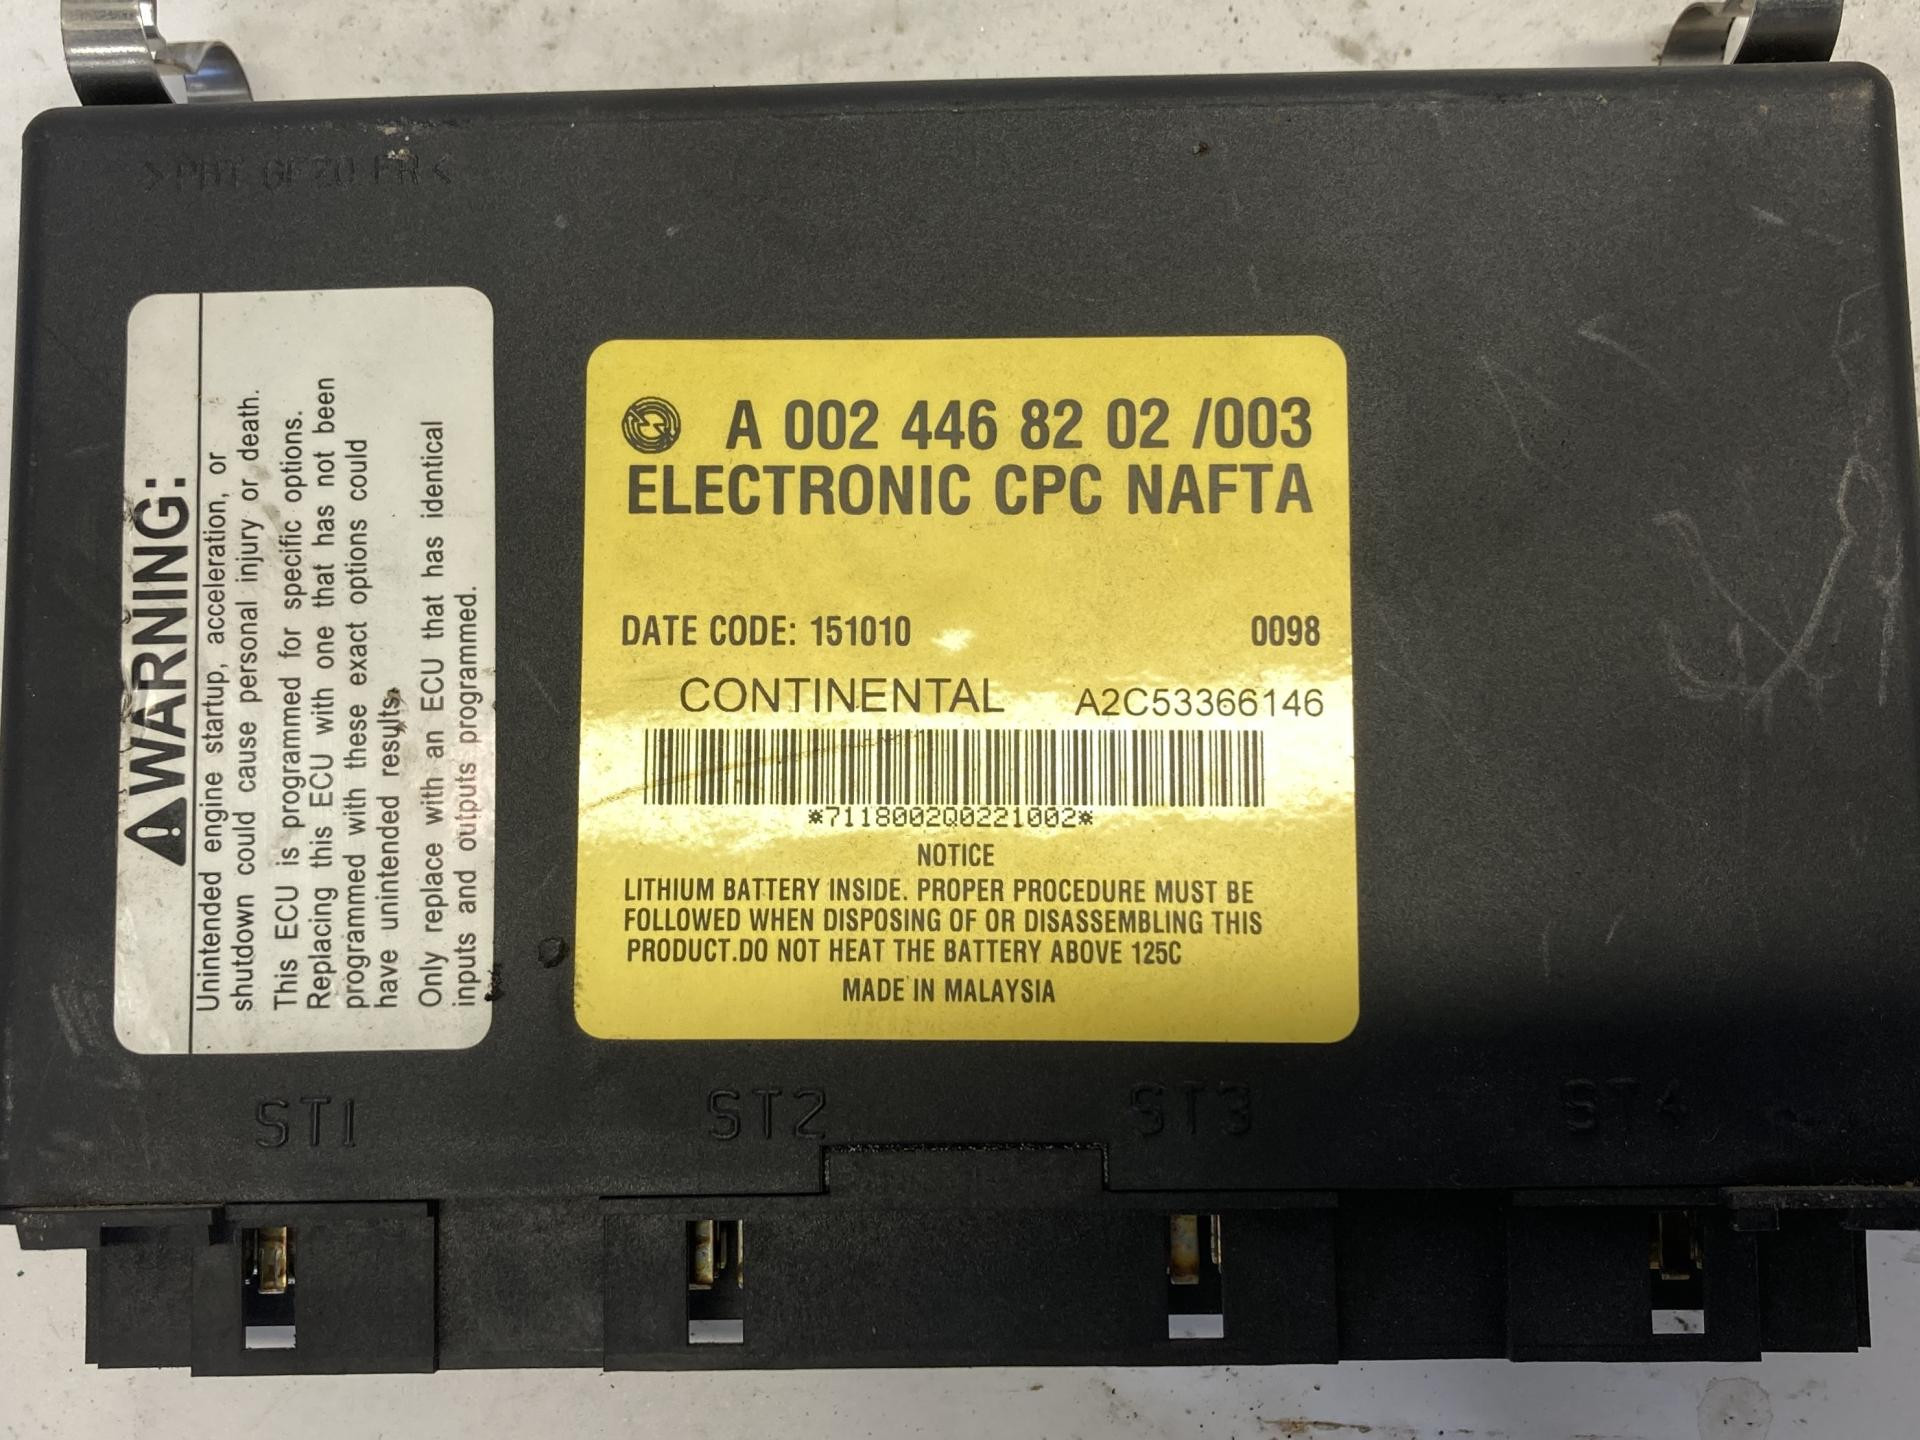 >PBT GF20 FR<
WARNING:
Unintended engine startup, acceleration, or
shutdown could cause personal injury or death.
This ECU is programmed for specific options.
Replacing this ECU with one that has not been
programmed with these exact options could
have unintended results.
Only replace with an ECU that has identical
inputs and outputs programmed.
A 002 446 82 02 /003
ELECTRONIC CPC NAFTA
DATE CODE: 151010 0098
CONTINENTAL A2C53366146
*7118002Q0221002*
NOTICE
LITHIUM BATTERY INSIDE. PROPER PROCEDURE MUST BE
FOLLOWED WHEN DISPOSING OF OR DISASSEMBLING THIS
PRODUCT.DO NOT HEAT THE BATTERY ABOVE 125C
MADE IN MALAYSIA
ST1 ST2 ST3 ST4